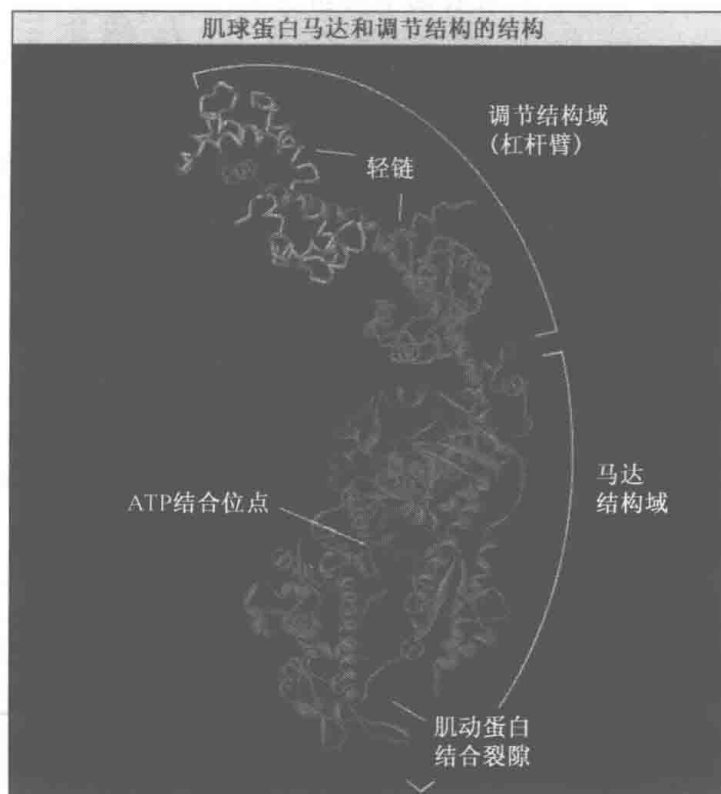 肌球蛋白马达和调节结构的结构
调节结构域
(杠杆臂)
轻链
马达
结构域
ATP结合位点
肌动蛋白
结合裂隙